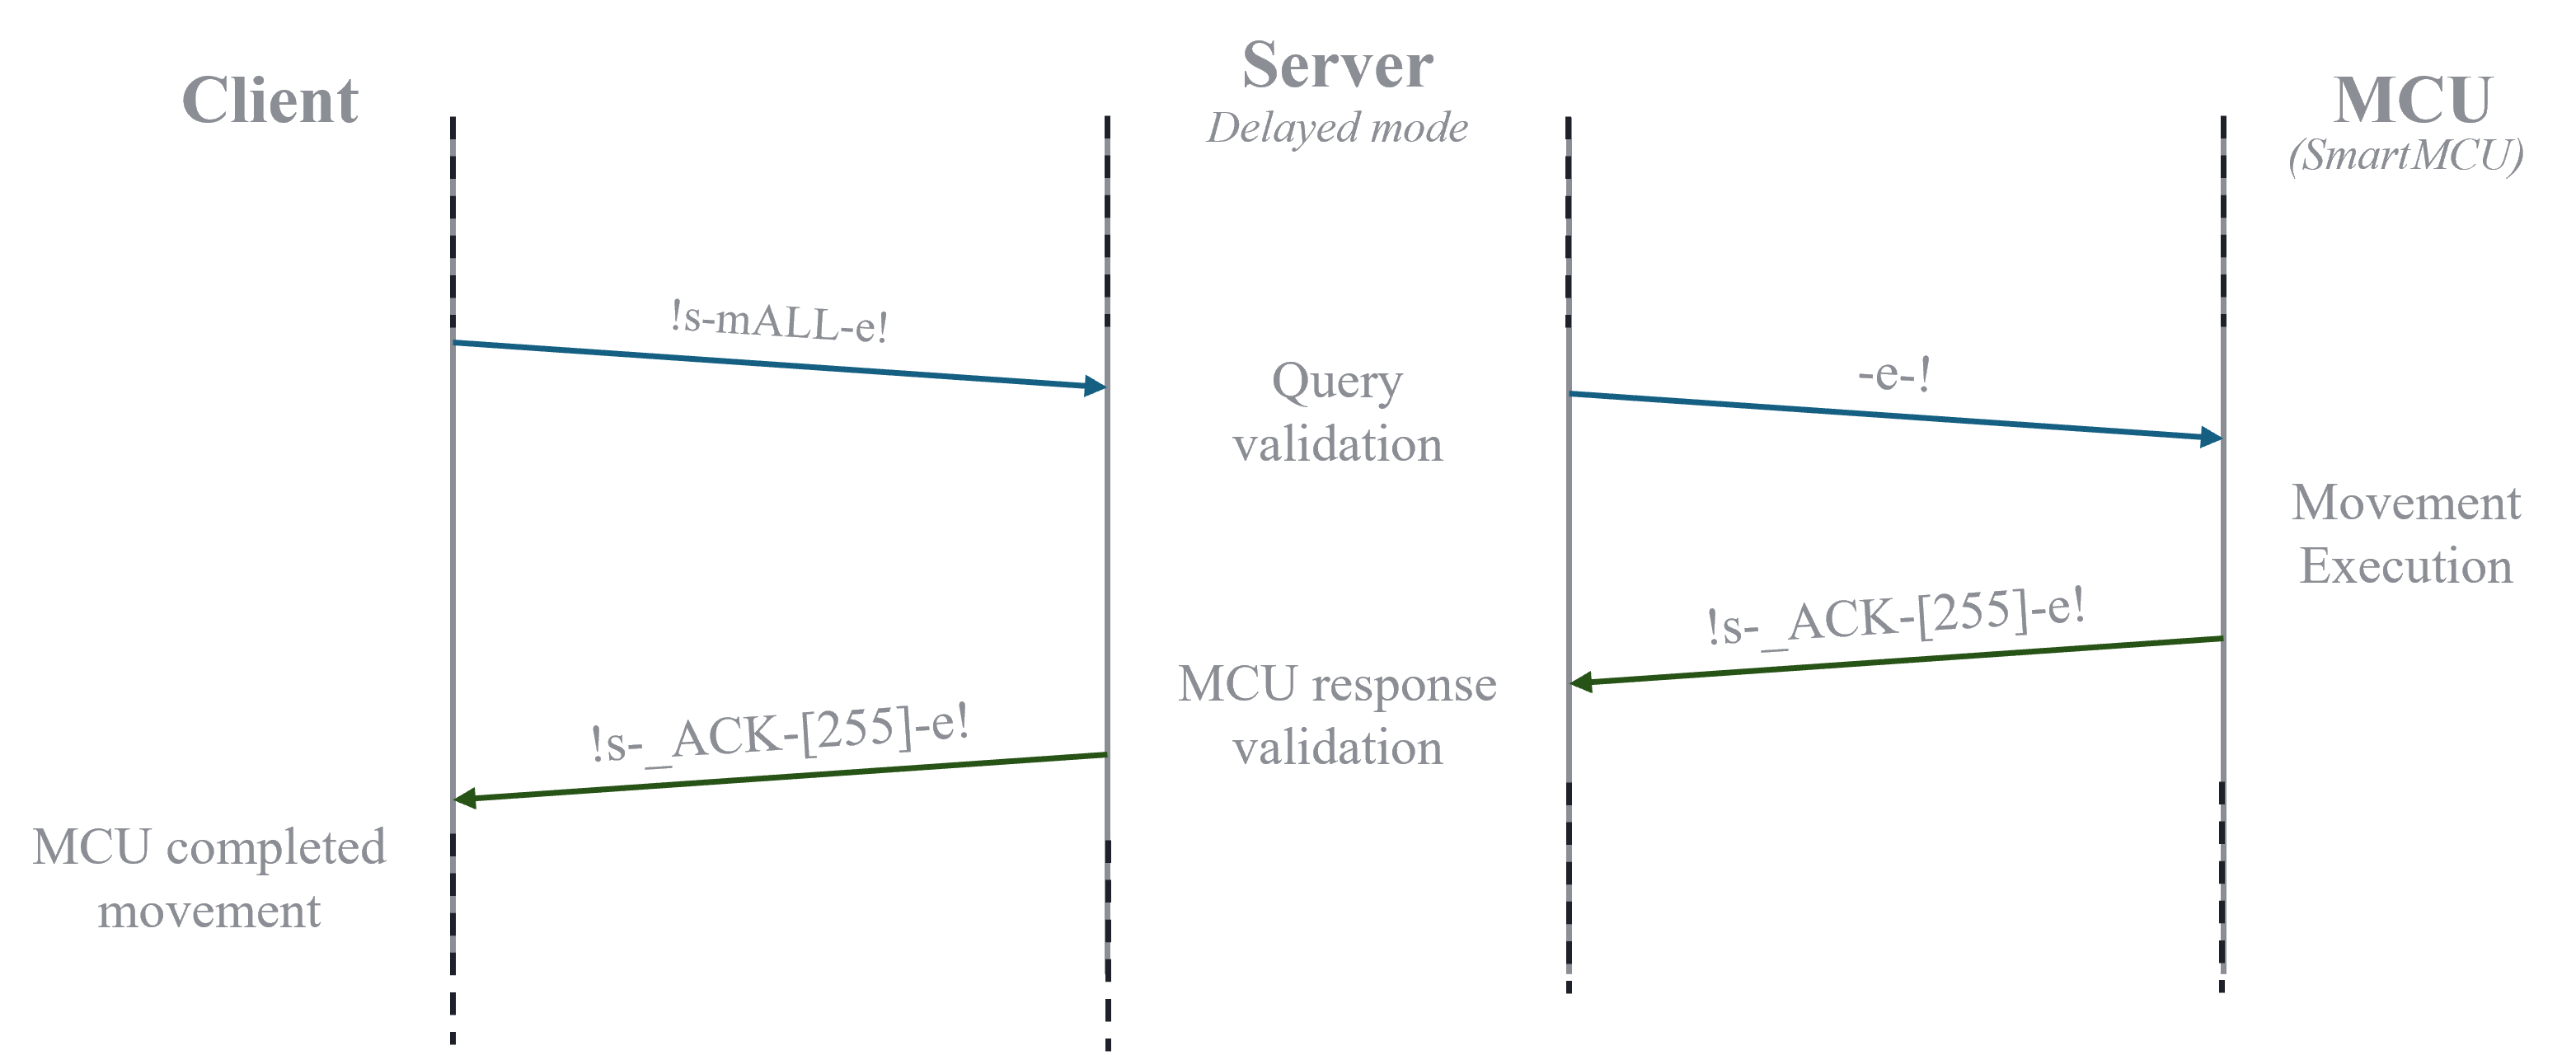 Client
Server
Delayed mode
MCU
(SmartMCU)
!s-mALL-e!
Query
validation
-e-!
Movement
Execution
!s-_ACK-[255]-e!
MCU response
validation
!s-_ACK-[255]-e!
MCU completed
movement